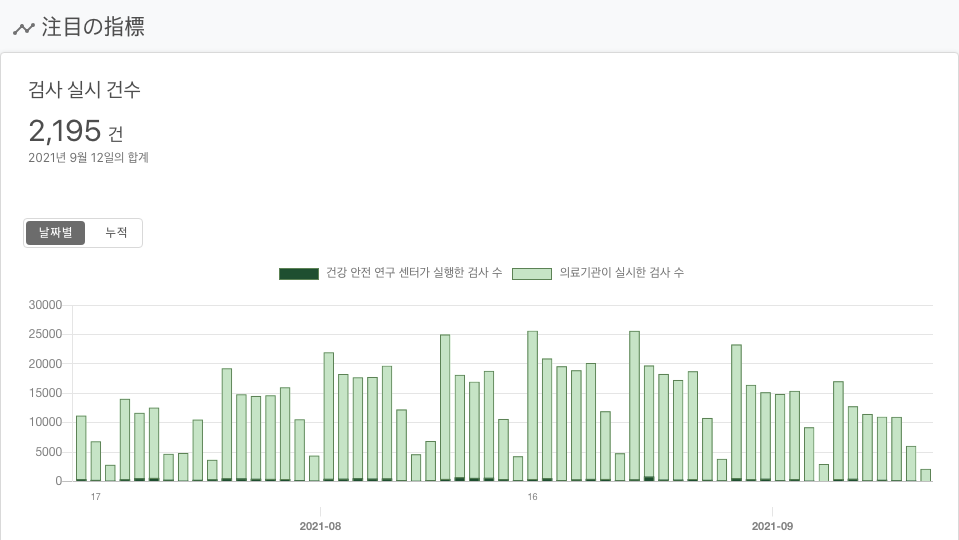 注目の指標
검사 실시 건수
2,195 건
2021년 9월 12일의 합계
날짜별 누적
건강 안전 연구 센터가 실행한 검사 수 의료기관이 실시한 검사 수
30000
25000
20000
15000
10000
5000
0
17 16
2021-08 2021-09